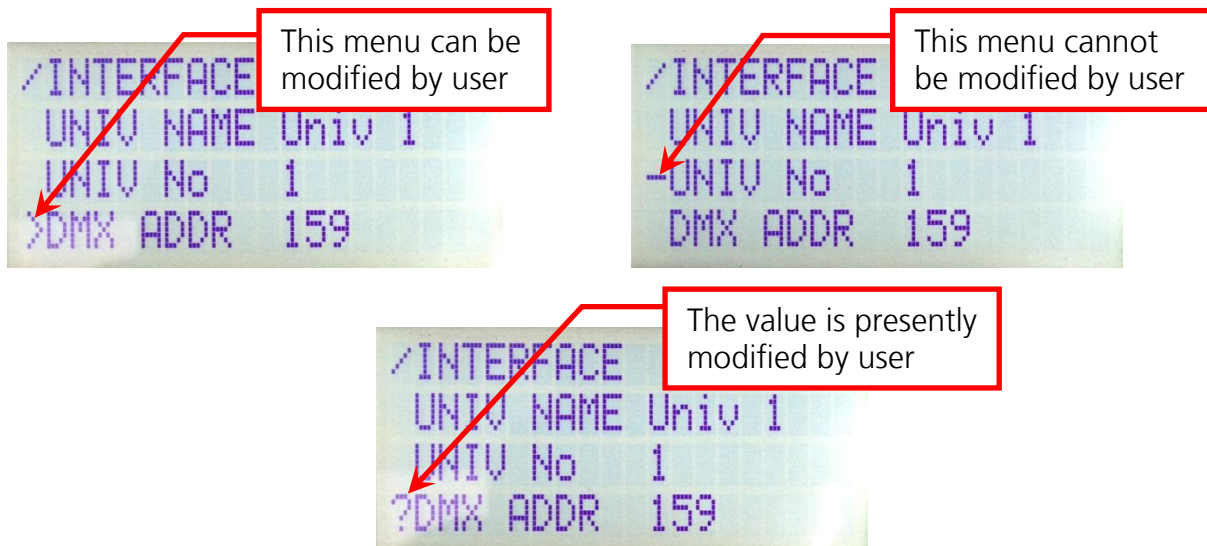 This menu can be
modified by user
/INTERFACE
UNIV NAME Univ 1
UNIV No 1
>DMX ADDR 159
This menu cannot
be modified by user
/INTERFACE
UNIV NAME Univ 1
-UNIV No 1
DMX ADDR 159
The value is presently
modified by user
/INTERFACE
UNIV NAME Univ 1
UNIV No 1
?DMX ADDR 159